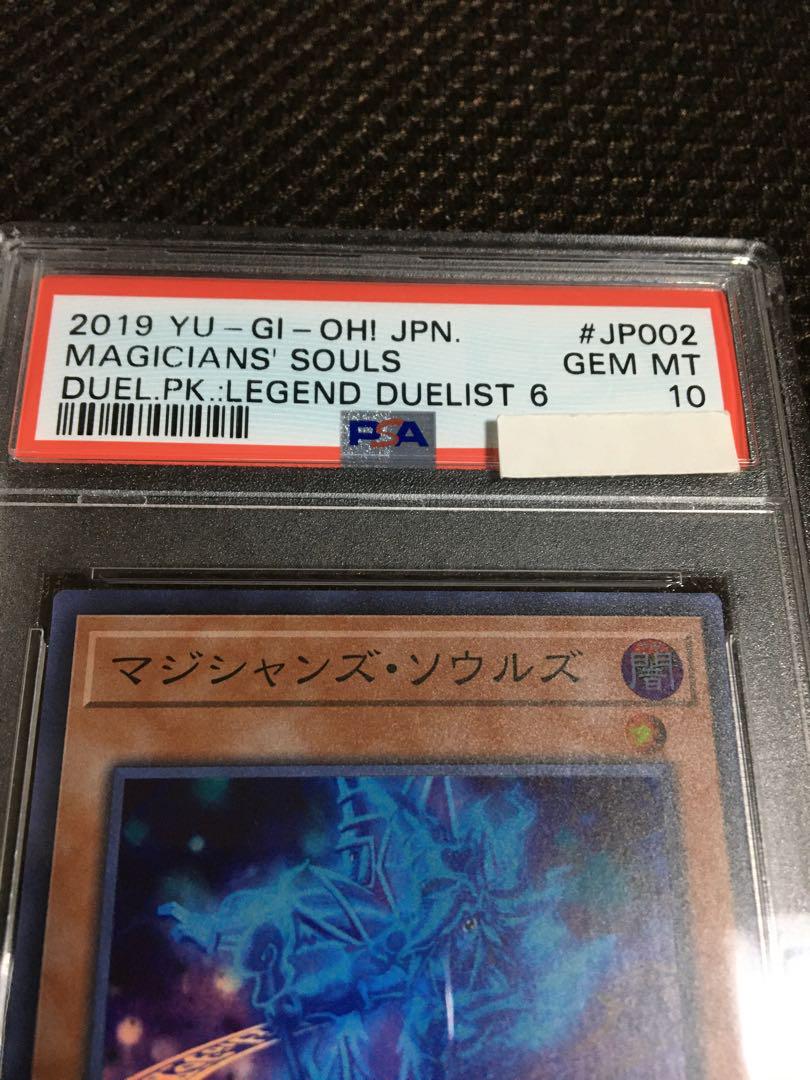 2019 YU-GI-OH! JPN. #JP002
MAGICIANS' SOULS GEM MT
DUEL.PK.:LEGEND DUELIST 6 10
PSA
マジシャンズ・ソウルズ 闇